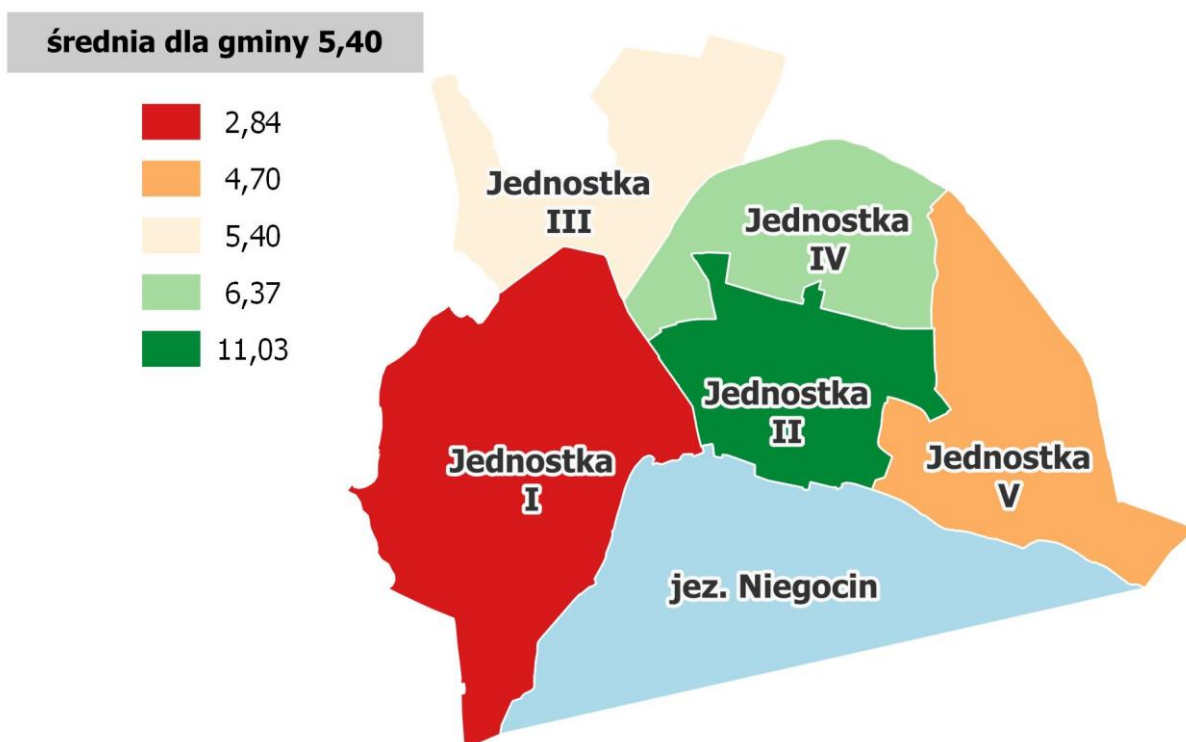 średnia dla gminy 5,40
2,84
4,70
5,40
6,37
11,03
Jednostka
III
Jednostka
IV
Jednostka
II
Jednostka
I
Jednostka
V
jez. Niegocin